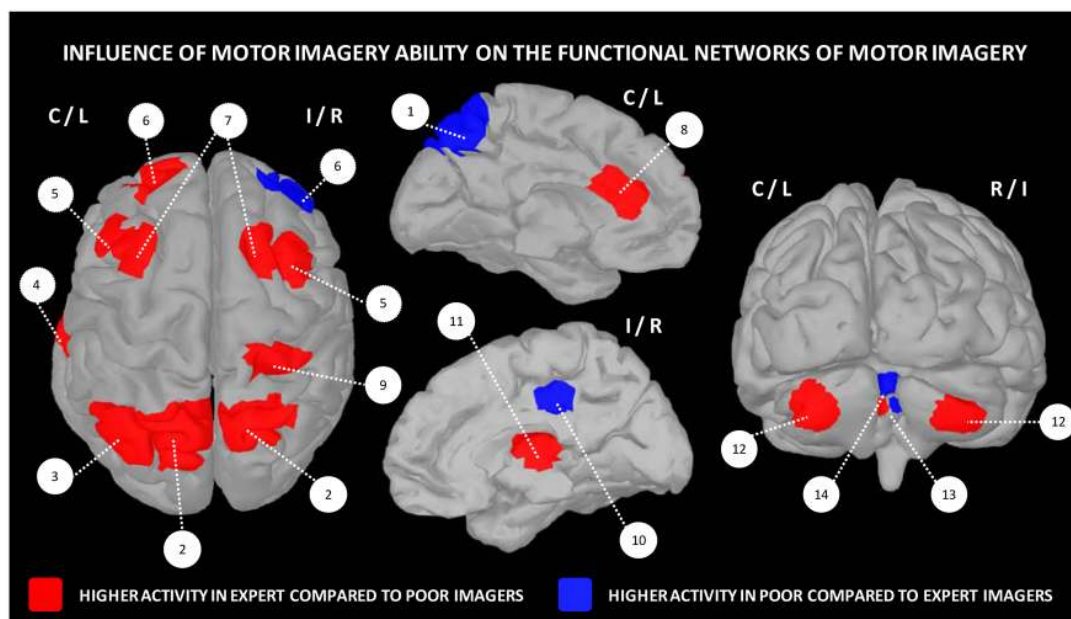 INFLUENCE OF MOTOR IMAGERY ABILITY ON THE FUNCTIONAL NETWORKS OF MOTOR IMAGERY
C / L
6
7
I / R
6
5
4
5
9
3
2
2
1
C / L
8
11
I / R
10
C / L
R / I
12
12
14
13
HIGHER ACTIVITY IN EXPERT COMPARED TO POOR IMAGERS
HIGHER ACTIVITY IN POOR COMPARED TO EXPERT IMAGERS